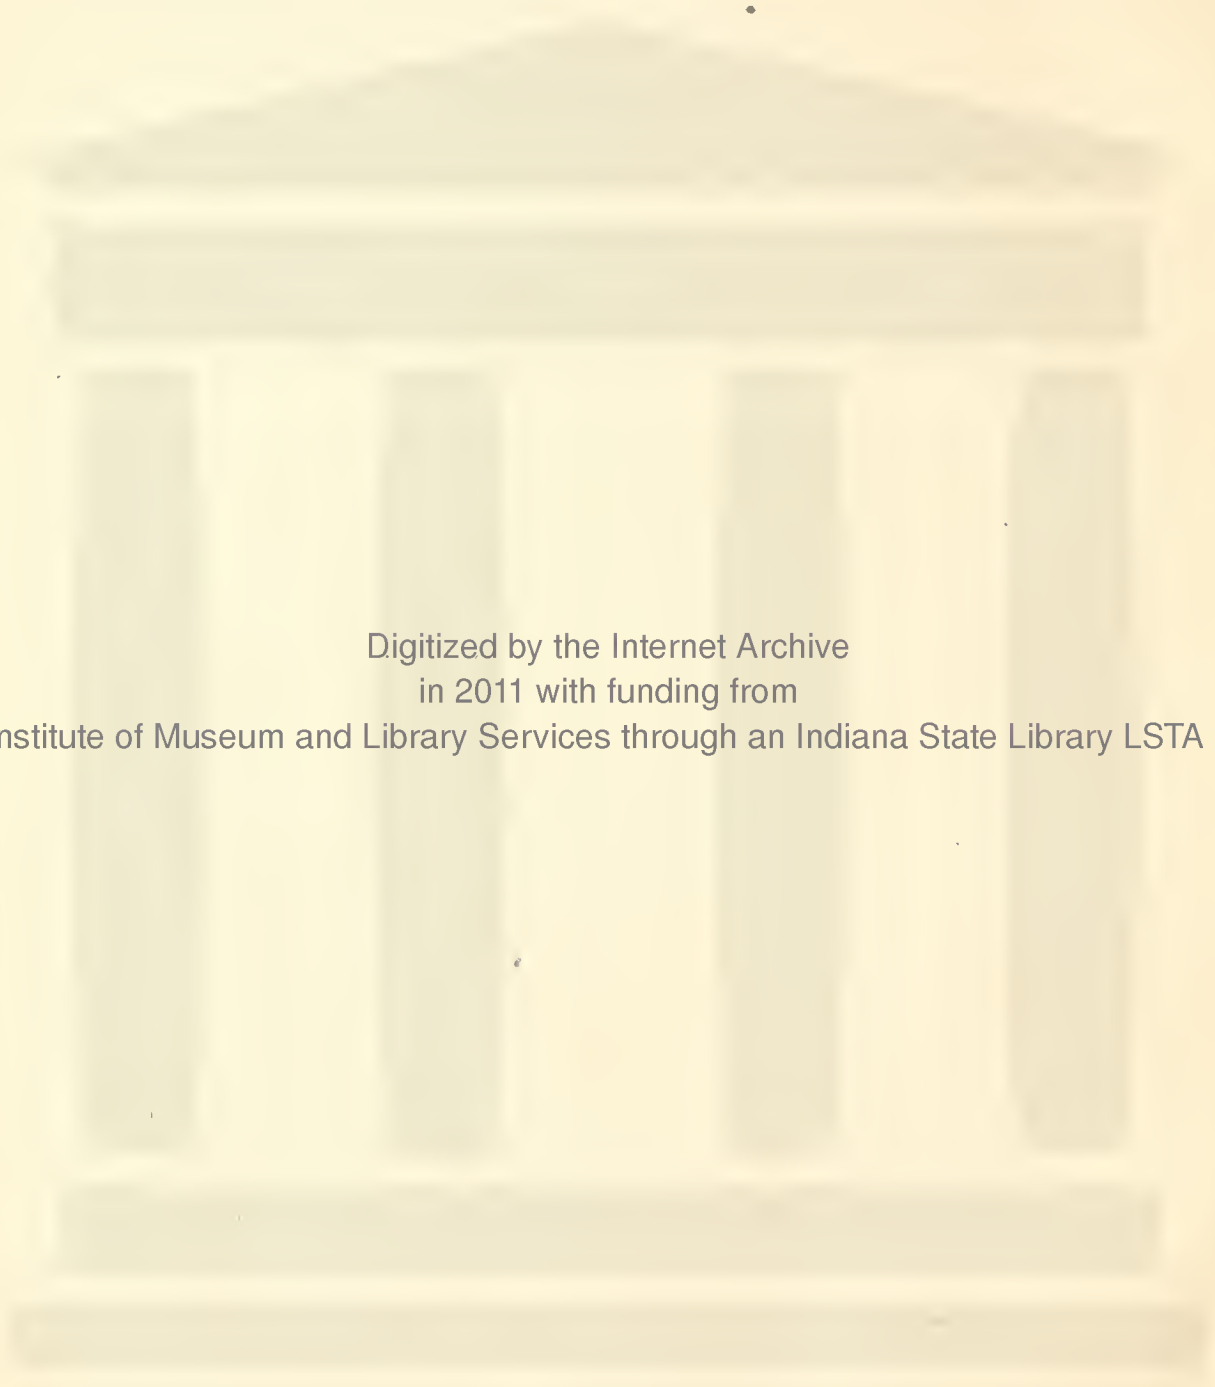 Digitized by the Internet Archive
in 2011 with funding from
nstitute of Museum and Library Services through an Indiana State Library LSTA